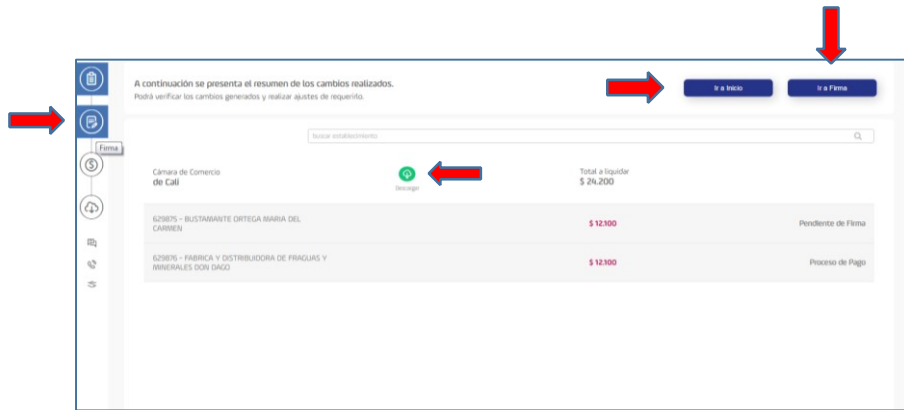 A continuación se presenta el resumen de los cambios realizados.
Podrá verificar los cambios generados y realizar ajustes de requerirlo.
Ir a Inicio
Ir a Firma
Firma
buscar establecimiento
Cámara de Comercio
de Cali
Descargar
Total a liquidar
$ 24.200
629875 - BUSTAMANTE ORTEGA MARIA DEL
CARMEN
$ 12.100
Pendiente de Firma
629876 - FABRICA Y DISTRIBUIDORA DE FRAGUAS Y
MINERALES DON DAGO
$ 12.100
Proceso de Pago